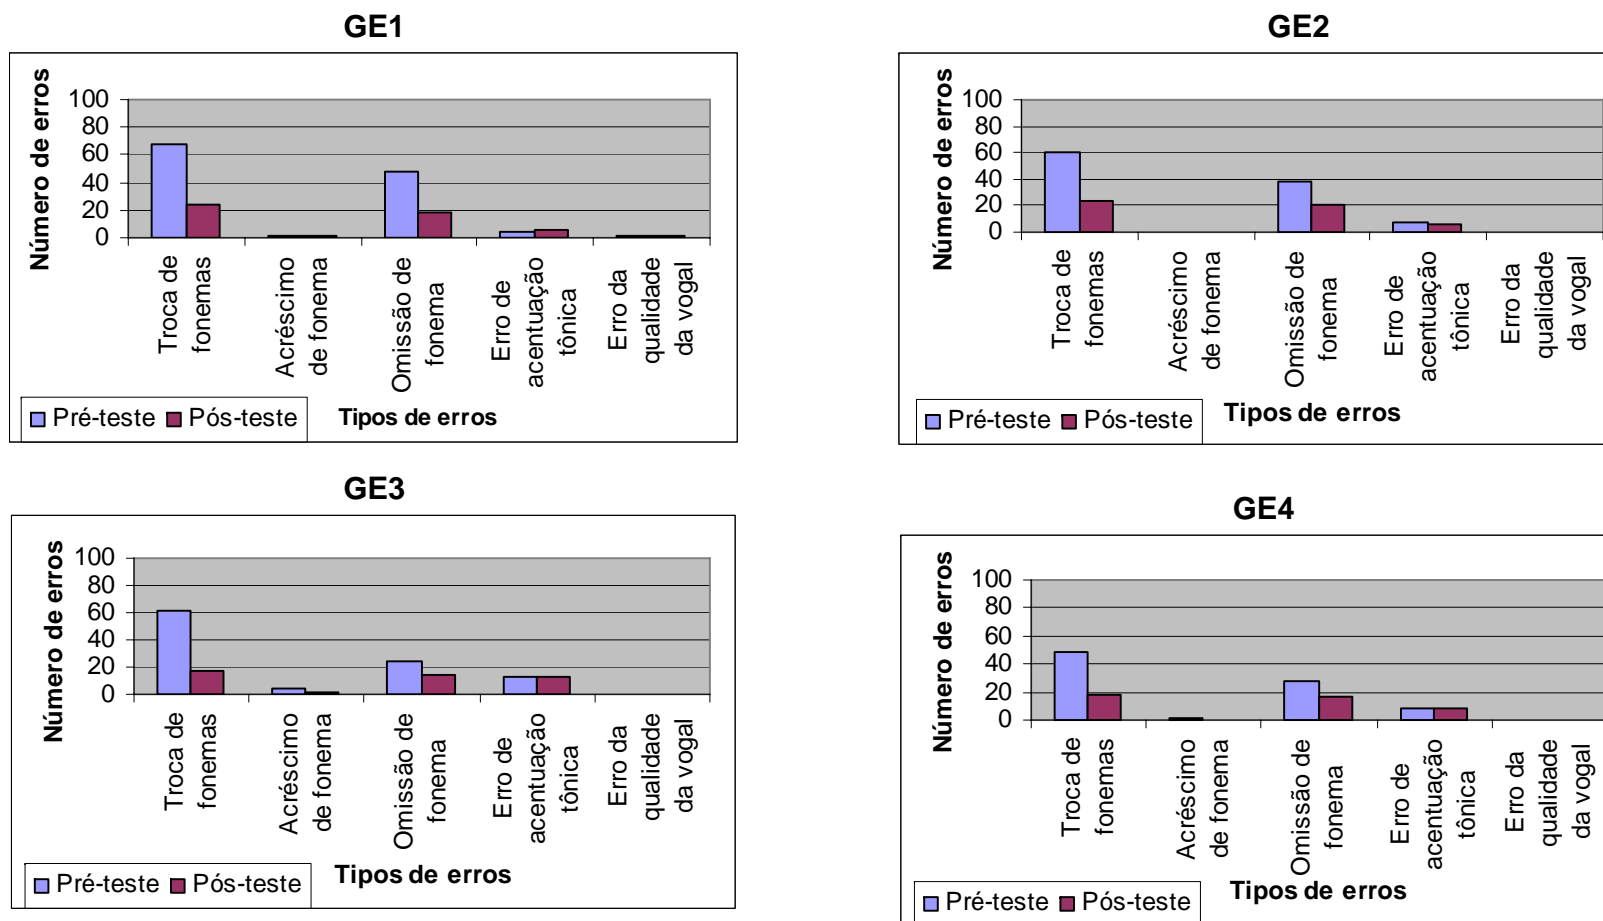 GE1
Número de erros
100
80
60
40
20
0
Troca de
fonemas
Acréscimo
de fonema
Omissão de
fonema
Erro de
acentuação
tônica
Erro da
qualidade
da vogal
Pré-teste Pós-teste
Tipos de erros
GE2
Número de erros
100
80
60
40
20
0
Troca de
fonemas
Acréscimo
de fonema
Omissão de
fonema
Erro de
acentuação
tônica
Erro da
qualidade
da vogal
Pré-teste Pós-teste
Tipos de erros
GE3
Número de erros
100
80
60
40
20
0
Troca de
fonemas
Acréscimo
de fonema
Omissão de
fonema
Erro de
acentuação
tônica
Erro da
qualidade
da vogal
Pré-teste Pós-teste
Tipos de erros
GE4
Número de erros
100
80
60
40
20
0
Troca de
fonemas
Acréscimo
de fonema
Omissão de
fonema
Erro de
acentuação
tônica
Erro da
qualidade
da vogal
Pré-teste Pós-teste
Tipos de erros